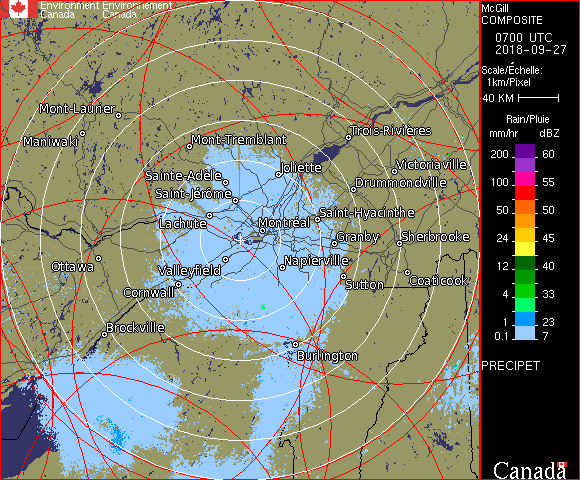 Environment Environnement
Canada Canada
Mont-Laurier
Maniwaki
Mont-Tremblant
Trois-Rivières
Joliette
Victoriaville
Sainte-Adèle
Drummondville
Saint-Jérôme
Saint-Hyacinthe
Lachute
Montréal
Granby
Sherbrooke
Ottawa
Valleyfield
Napierville
Cornwall
Sutton
Coaticook
Brockville
Burlington
McGill
COMPOSITE
0700 UTC
2018-09-27
Scale/Échelle:
1km/Pixel
40 KM
Rain/Pluie
mm/hr dBZ
200 60
100 55
50 50
24 45
12 40
4 33
1 23
0.1 7
PRECIPET
Canada